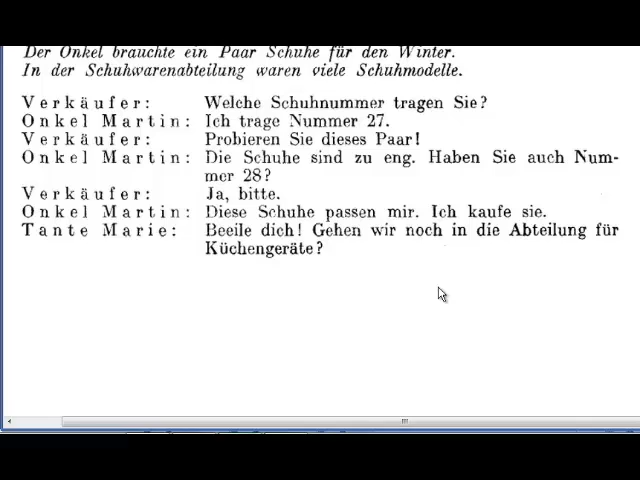 Der Onkel brauchte ein Paar Schuhe für den Winter.
In der Schuhwarenabteilung waren viele Schuhmodelle.
Verkäufer: Welche Schuhnummer tragen Sie?
Onkel Martin: Ich trage Nummer 27.
Verkäufer: Probieren Sie dieses Paar!
Onkel Martin: Die Schuhe sind zu eng. Haben Sie auch Num-
mer 28?
Verkäufer: Ja, bitte.
Onkel Martin: Diese Schuhe passen mir. Ich kaufe sie.
Tante Marie: Beeile dich! Gehen wir noch in die Abteilung für
Küchengeräte?